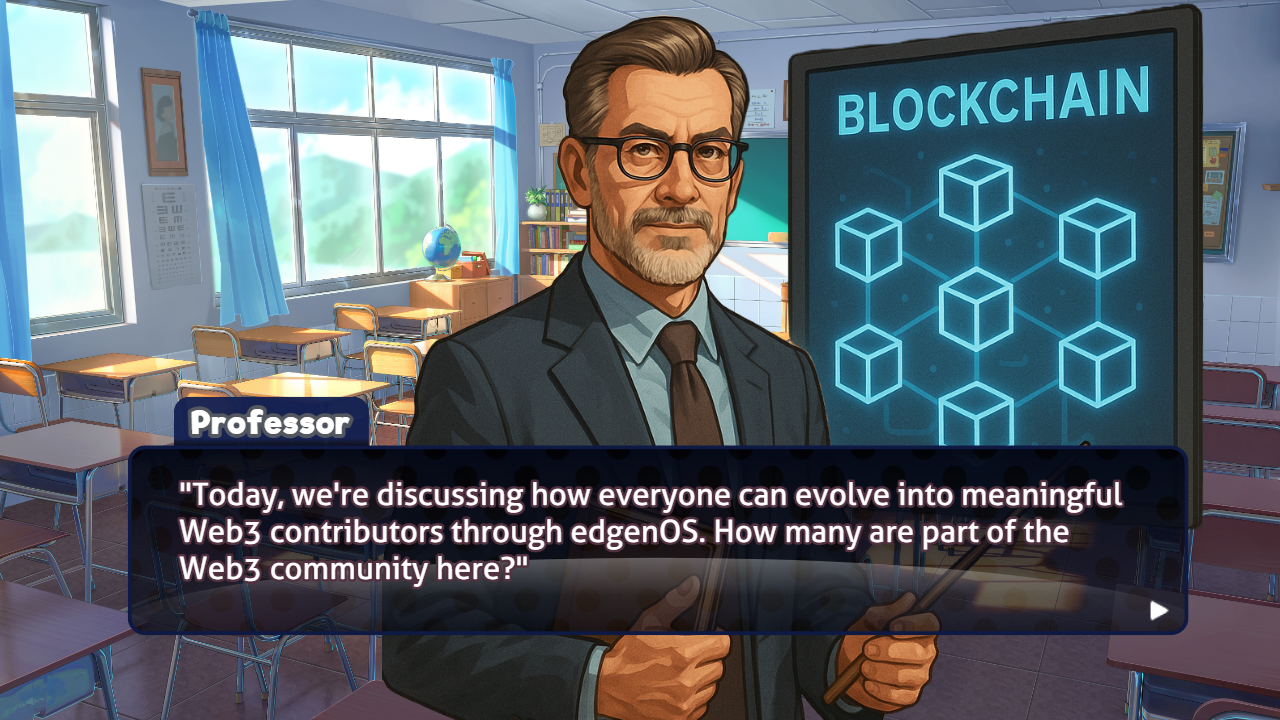 BLOCKCHAIN
Professor
"Today, we're discussing how everyone can evolve into meaningful
Web3 contributors through edgenOS. How many are part of the
Web3 community here?"